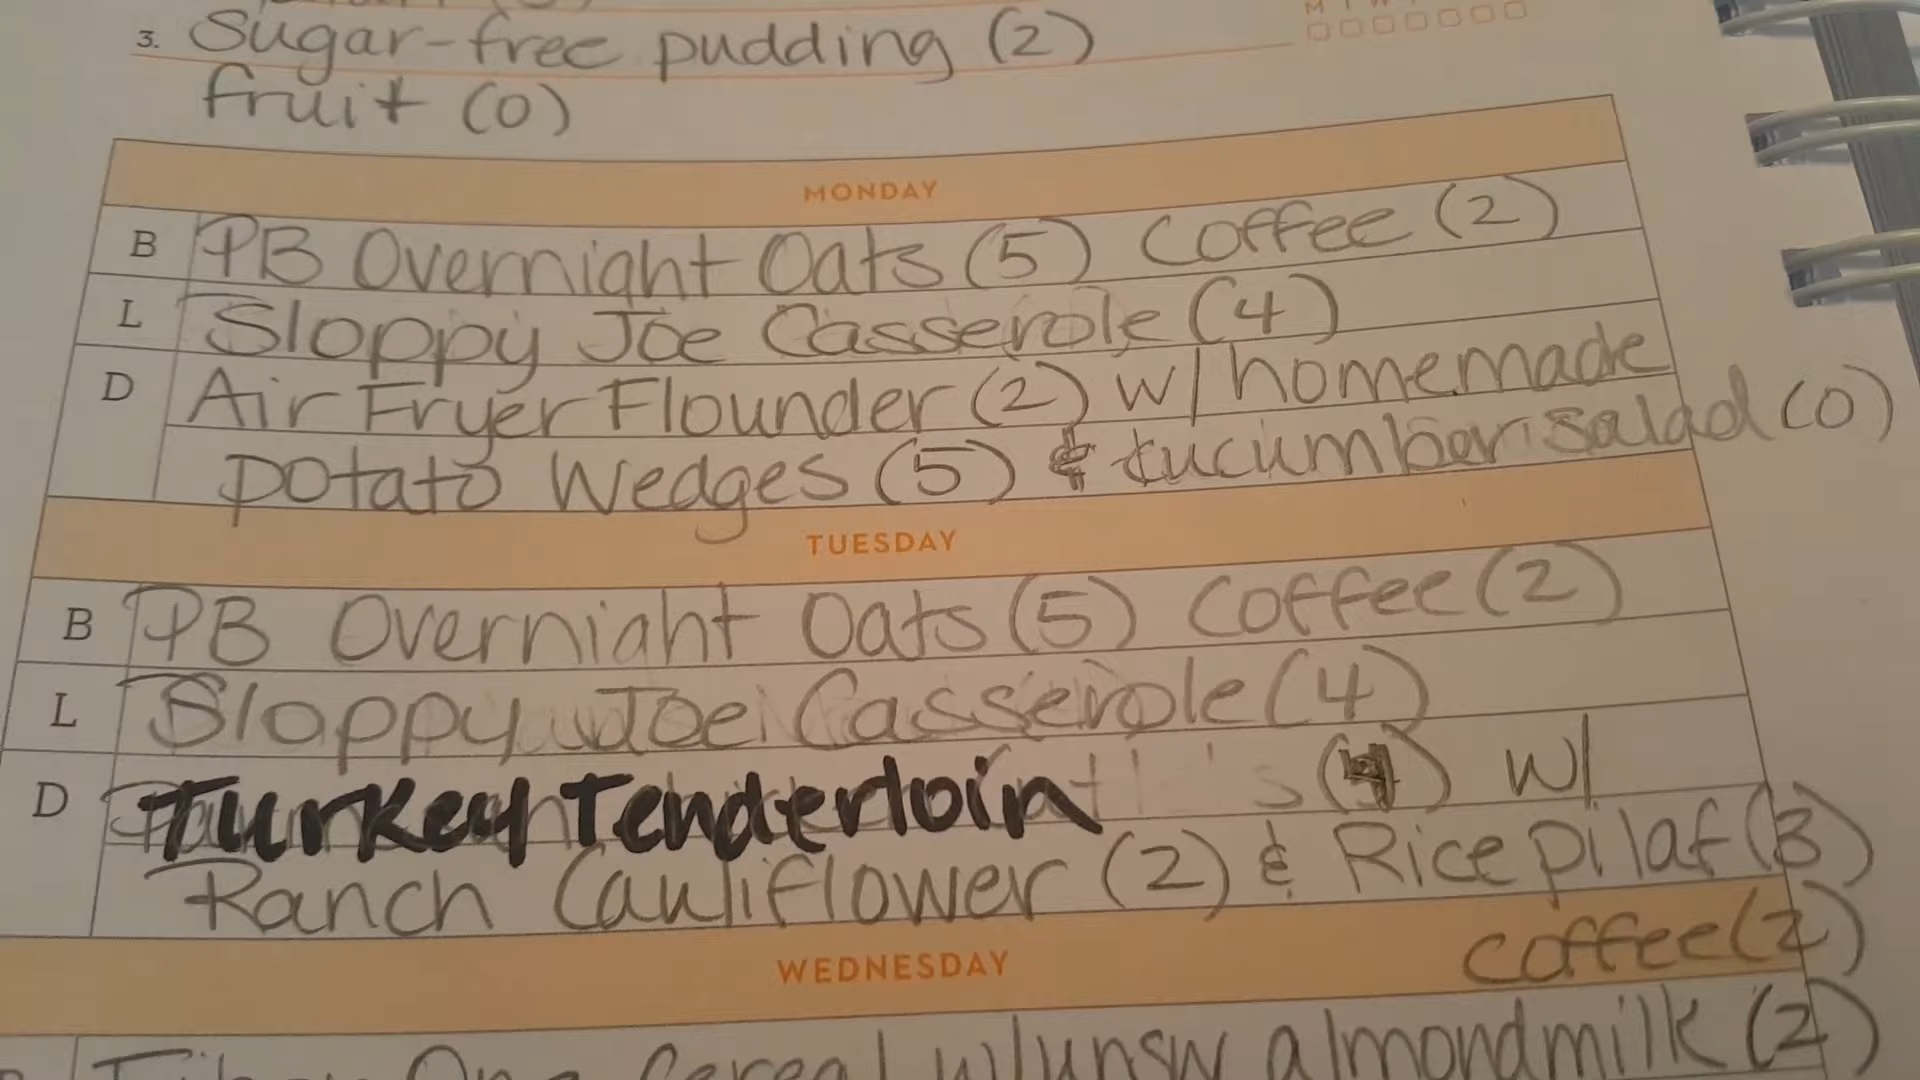 3. Sugar-free pudding (2)
fruit (0)
MONDAY
B PB Overnight Oats (5) Coffee (2)
L Sloppy Joe Casserole (4)
D Air Fryer Flounder (2) w/ homemade
potato Wedges (5) & cucumber salad (0)
TUESDAY
B PB Overnight Oats (5) Coffee (2)
L Sloppy Joe Casserole (4)
D Turkey Tenderloin w/
Ranch Cauliflower (2) & Rice pilaf (3)
WEDNESDAY
coffee (2)
One Cereal w/unsw almondmilk (2)